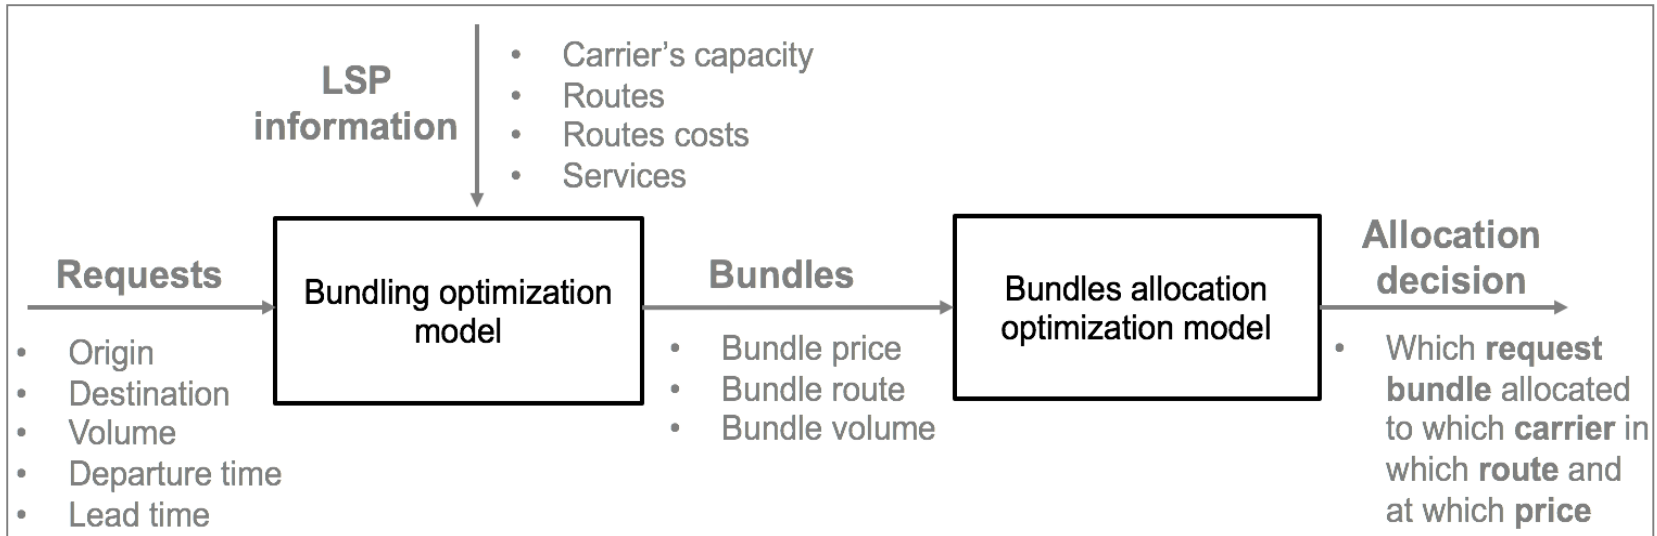 LSP
information
• Carrier’s capacity
• Routes
• Routes costs
• Services
Requests
• Origin
• Destination
• Volume
• Departure time
• Lead time
Bundling optimization
model
Bundles
• Bundle price
• Bundle route
• Bundle volume
Bundles allocation
optimization model
Allocation
decision
• Which request
bundle allocated
to which carrier in
which route and
at which price